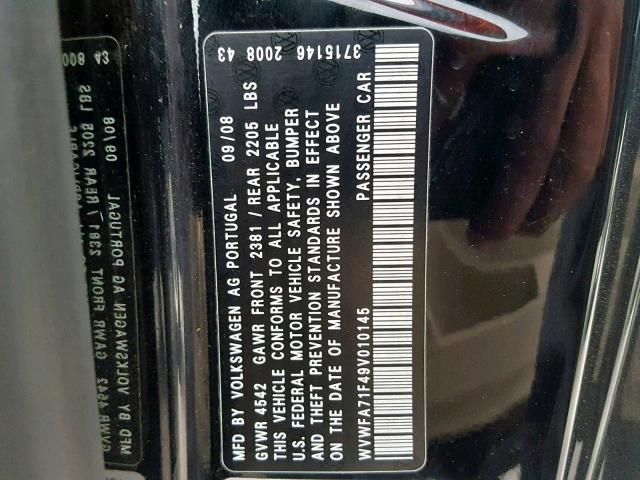 3715146 2008 43
MFD BY VOLKSWAGEN AG PORTUGAL 09/08
GVWR 4542 GAWR FRONT 2381 / REAR 2205 LBS
THIS VEHICLE CONFORMS TO ALL APPLICABLE
U.S. FEDERAL MOTOR VEHICLE SAFETY, BUMPER
AND THEFT PREVENTION STANDARDS IN EFFECT
ON THE DATE OF MANUFACTURE SHOWN ABOVE
WVWFA71F49V010145 PASSENGER CAR